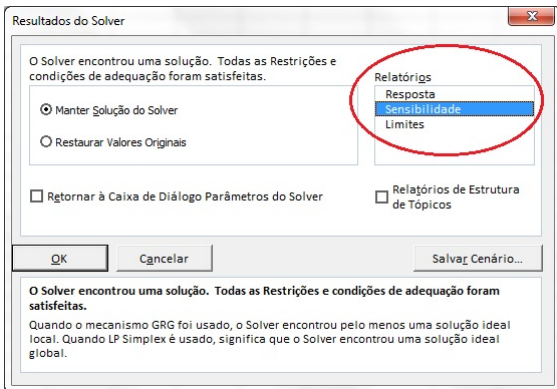 Resultados do Solver
O Solver encontrou uma solução. Todas as Restrições e
condições de adequação foram satisfeitas.
Manter Solução do Solver
Restaurar Valores Originais
Relatórios
Resposta
Sensibilidade
Limites
Retornar à Caixa de Diálogo Parâmetros do Solver
Relatórios de Estrutura
de Tópicos
OK
Cancelar
Salvar Cenário...
O Solver encontrou uma solução. Todas as Restrições e condições de adequação foram
satisfeitas.
Quando o mecanismo GRG foi usado, o Solver encontrou pelo menos uma solução ideal
local. Quando LP Simplex é usado, significa que o Solver encontrou uma solução ideal
global.